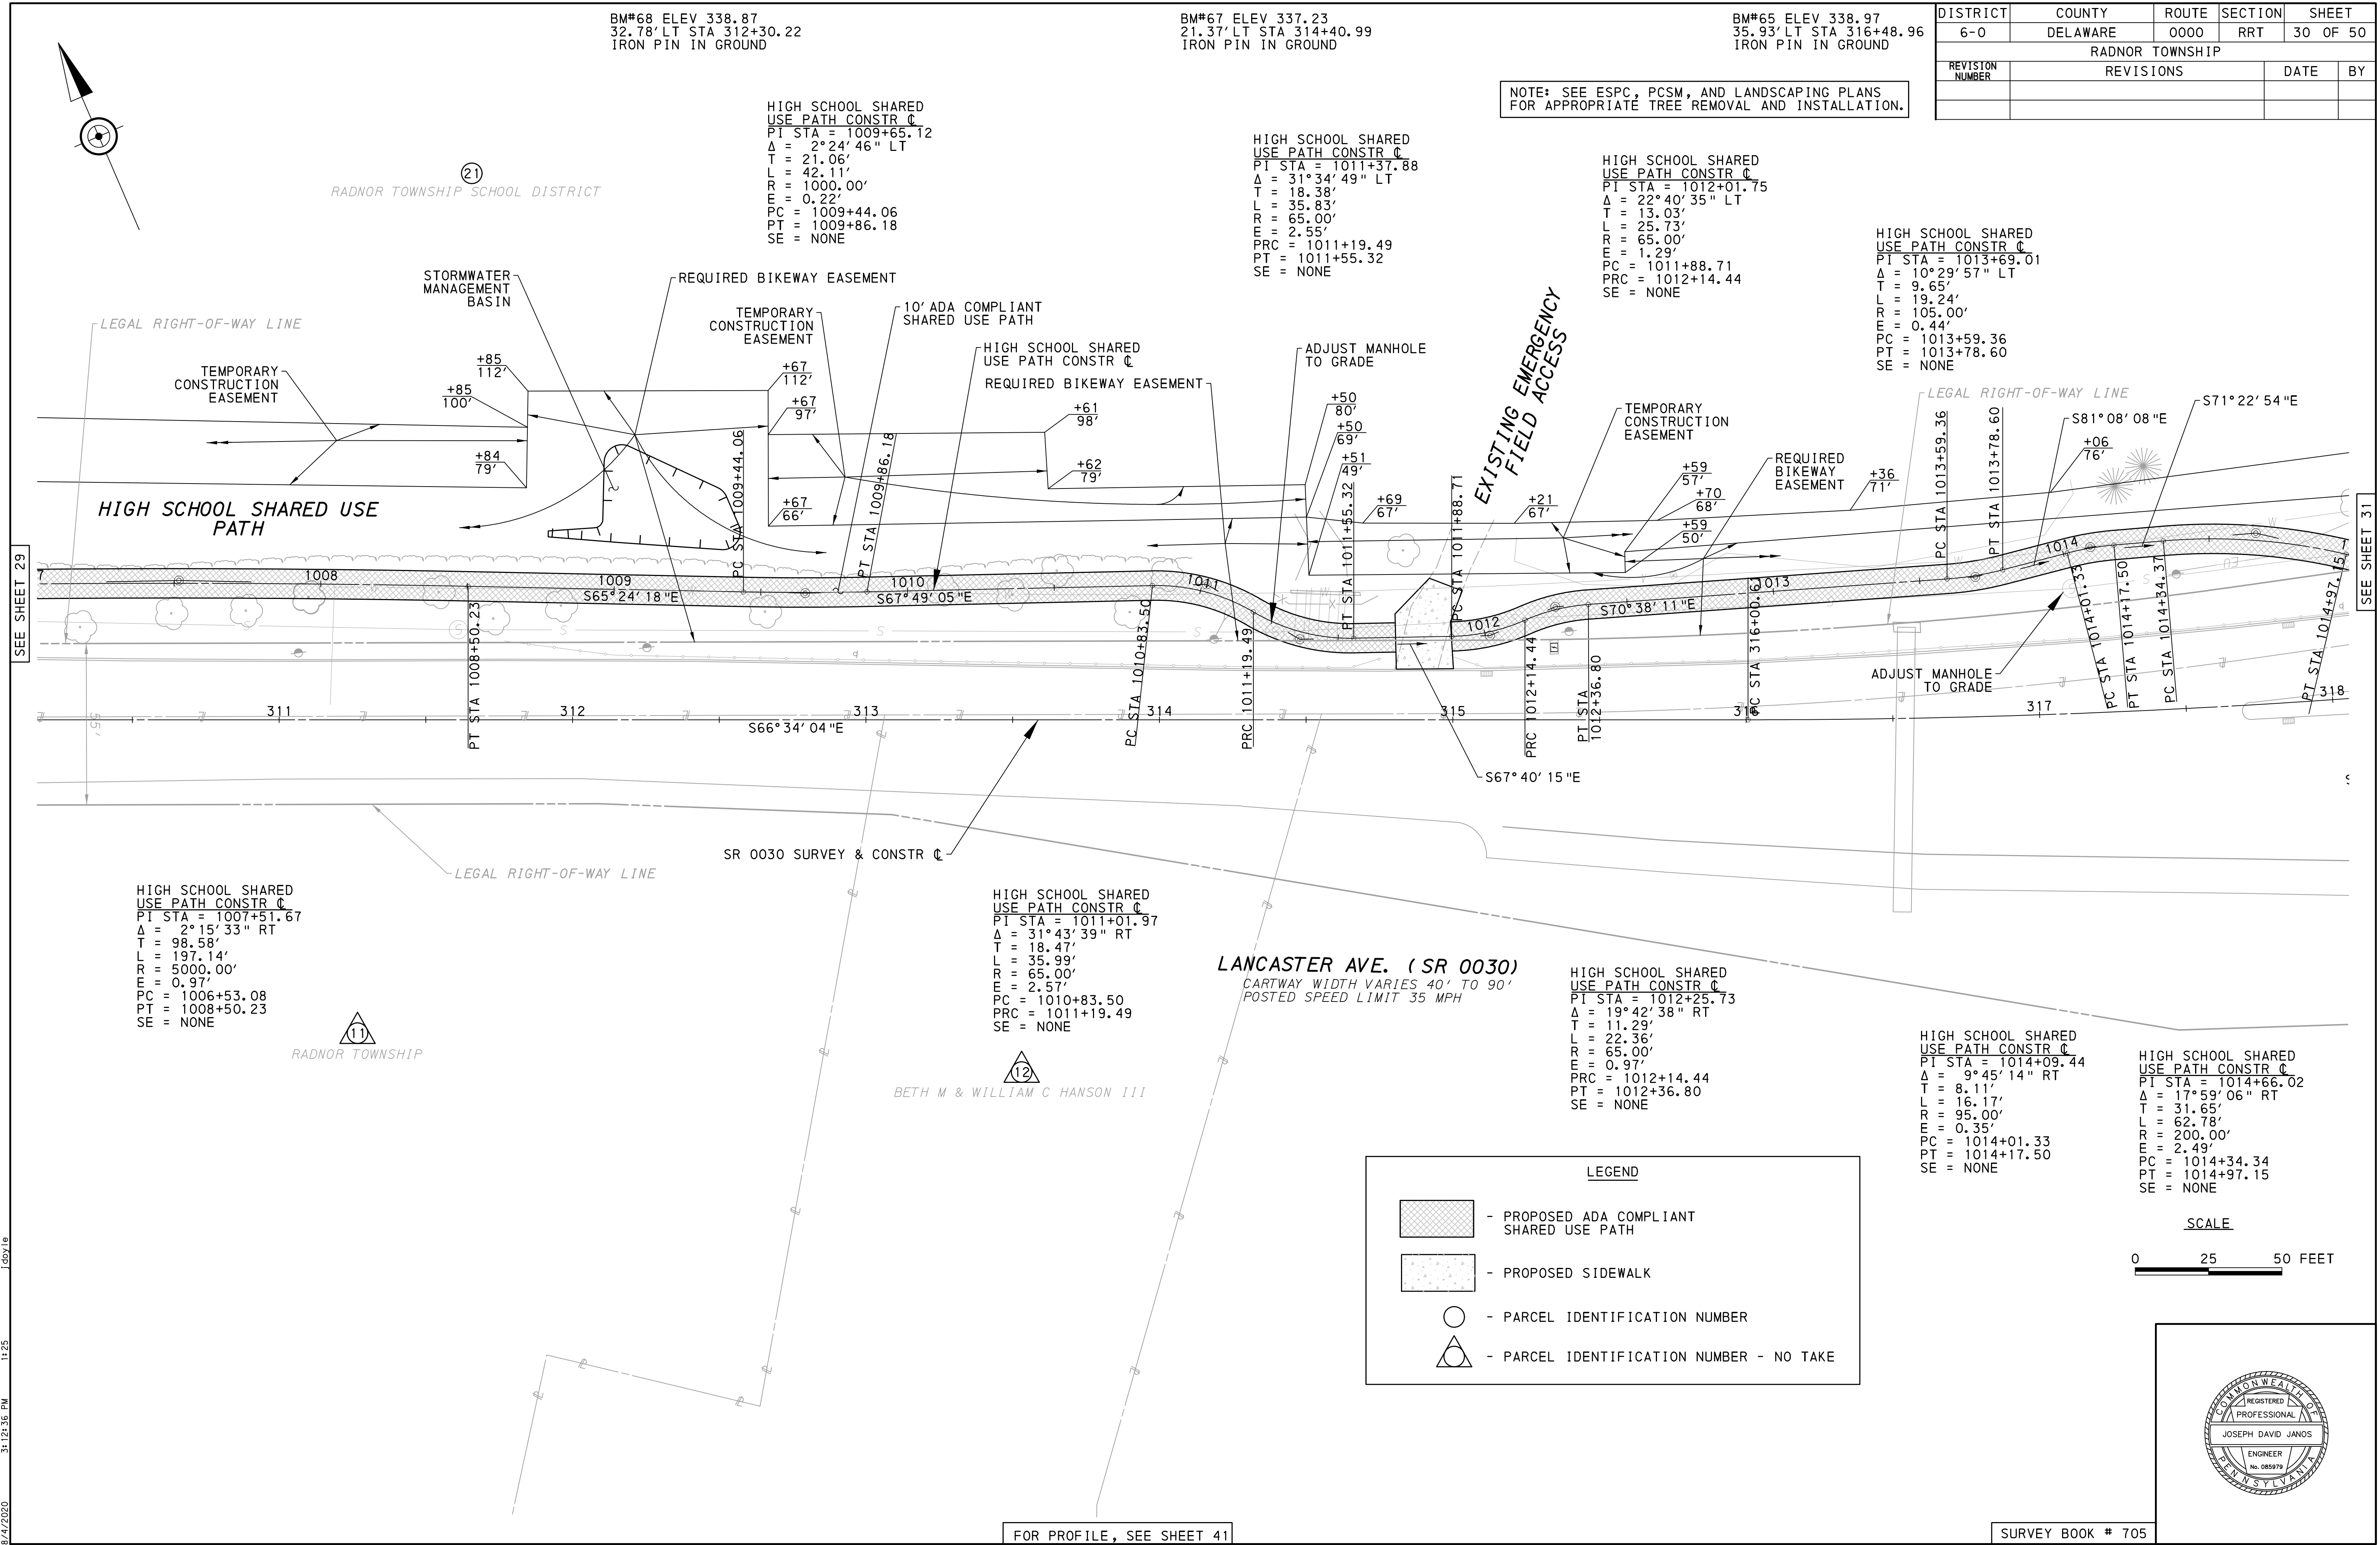 BM#68 ELEV 338.87
32.78' LT STA 312+30.22
IRON PIN IN GROUND
BM#67 ELEV 337.23
21.37' LT STA 314+40.99
IRON PIN IN GROUND
BM#65 ELEV 338.97
35.93' LT STA 316+48.96
IRON PIN IN GROUND
DISTRICT COUNTY ROUTE SECTION SHEET
6-0 DELAWARE 0000 RRT 30 OF 50
RADNOR TOWNSHIP
REVISION NUMBER REVISIONS DATE BY
NOTE: SEE ESPC, PCSM, AND LANDSCAPING PLANS
FOR APPROPRIATE TREE REMOVAL AND INSTALLATION.
21
RADNOR TOWNSHIP SCHOOL DISTRICT
HIGH SCHOOL SHARED
USE PATH CONSTR ℄
PI STA = 1009+65.12
Δ = 2°24'46" LT
T = 21.06'
L = 42.11'
R = 1000.00'
E = 0.22'
PC = 1009+44.06
PT = 1009+86.18
SE = NONE
HIGH SCHOOL SHARED
USE PATH CONSTR ℄
PI STA = 1011+37.88
Δ = 31°34'49" LT
T = 18.38'
L = 35.83'
R = 65.00'
E = 2.55'
PRC = 1011+19.49
PT = 1011+55.32
SE = NONE
HIGH SCHOOL SHARED
USE PATH CONSTR ℄
PI STA = 1012+01.75
Δ = 22°40'35" LT
T = 13.03'
L = 25.73'
R = 65.00'
E = 1.29'
PC = 1011+88.71
PRC = 1012+14.44
SE = NONE
HIGH SCHOOL SHARED
USE PATH CONSTR ℄
PI STA = 1013+69.01
Δ = 10°29'57" LT
T = 9.65'
L = 19.24'
R = 105.00'
E = 0.44'
PC = 1013+59.36
PT = 1013+78.60
SE = NONE
STORMWATER
MANAGEMENT
BASIN
REQUIRED BIKEWAY EASEMENT
TEMPORARY
CONSTRUCTION
EASEMENT
10' ADA COMPLIANT
SHARED USE PATH
HIGH SCHOOL SHARED
USE PATH CONSTR ℄
REQUIRED BIKEWAY EASEMENT
ADJUST MANHOLE
TO GRADE
EXISTING EMERGENCY
FIELD ACCESS
TEMPORARY
CONSTRUCTION
EASEMENT
REQUIRED
BIKEWAY
EASEMENT
LEGAL RIGHT-OF-WAY LINE
LEGAL RIGHT-OF-WAY LINE
TEMPORARY
CONSTRUCTION
EASEMENT
+85
112'
+85
100'
+84
79'
+67
112'
+67
97'
+67
66'
+61
98'
+62
79'
+50
80'
+50
69'
+51
49'
+69
67'
+21
67'
+59
57'
+70
68'
+59
50'
+36
71'
+06
76'
S81°08'08"E
S71°22'54"E
HIGH SCHOOL SHARED USE
PATH
SEE SHEET 29
SEE SHEET 31
7
1008
1009
1010
1011
1012
1013
1014
S65°24'18"E
S67°49'05"E
S70°38'11"E
PT STA 1008+50.23
PC STA 1009+44.06
PT STA 1009+86.18
PC STA 1010+83.50
PRC 1011+19.49
PT STA 1011+55.32
PC STA 1011+88.71
PRC 1012+14.44
PT STA
1012+36.80
PC STA 316+00.61
PC STA 1013+59.36
PT STA 1013+78.60
PC STA 1014+01.33
PT STA 1014+17.50
PC STA 1014+34.37
PT STA 1014+97.15
ADJUST MANHOLE
TO GRADE
55'
311
312
313
314
315
316
317
318
S66°34'04"E
S67°40'15"E
SR 0030 SURVEY & CONSTR ℄
LEGAL RIGHT-OF-WAY LINE
HIGH SCHOOL SHARED
USE PATH CONSTR ℄
PI STA = 1007+51.67
Δ = 2°15'33" RT
T = 98.58'
L = 197.14'
R = 5000.00'
E = 0.97'
PC = 1006+53.08
PT = 1008+50.23
SE = NONE
11
RADNOR TOWNSHIP
HIGH SCHOOL SHARED
USE PATH CONSTR ℄
PI STA = 1011+01.97
Δ = 31°43'39" RT
T = 18.47'
L = 35.99'
R = 65.00'
E = 2.57'
PC = 1010+83.50
PRC = 1011+19.49
SE = NONE
12
BETH M & WILLIAM C HANSON III
LANCASTER AVE. (SR 0030)
CARTWAY WIDTH VARIES 40' TO 90'
POSTED SPEED LIMIT 35 MPH
HIGH SCHOOL SHARED
USE PATH CONSTR ℄
PI STA = 1012+25.73
Δ = 19°42'38" RT
T = 11.29'
L = 22.36'
R = 65.00'
E = 0.97'
PRC = 1012+14.44
PT = 1012+36.80
SE = NONE
HIGH SCHOOL SHARED
USE PATH CONSTR ℄
PI STA = 1014+09.44
Δ = 9°45'14" RT
T = 8.11'
L = 16.17'
R = 95.00'
E = 0.35'
PC = 1014+01.33
PT = 1014+17.50
SE = NONE
HIGH SCHOOL SHARED
USE PATH CONSTR ℄
PI STA = 1014+66.02
Δ = 17°59'06" RT
T = 31.65'
L = 62.78'
R = 200.00'
E = 2.49'
PC = 1014+34.34
PT = 1014+97.15
SE = NONE
LEGEND
- PROPOSED ADA COMPLIANT
SHARED USE PATH
- PROPOSED SIDEWALK
- PARCEL IDENTIFICATION NUMBER
- PARCEL IDENTIFICATION NUMBER - NO TAKE
SCALE
0 25 50 FEET
COMMONWEALTH OF
REGISTERED
PROFESSIONAL
JOSEPH DAVID JANOS
ENGINEER
No. 085979
PENNSYLVANIA
FOR PROFILE, SEE SHEET 41
SURVEY BOOK # 705
8/4/2020 3:12:36 PM 1:25 jdoyle